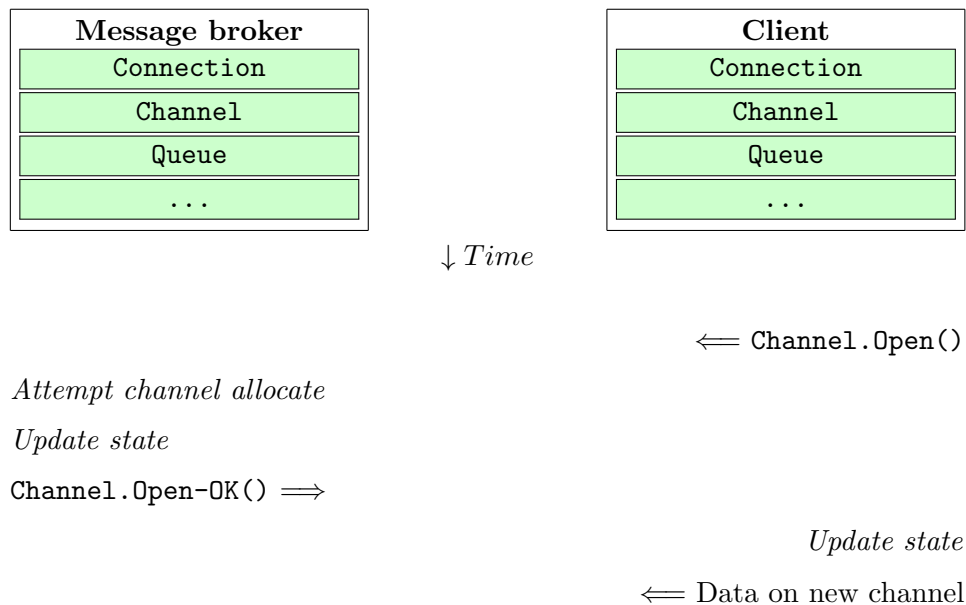 Message broker
Connection
Channel
Queue
...
Client
Connection
Channel
Queue
...
↓ Time
⇐= Channel.Open()
Attempt channel allocate
Update state
Channel.Open-OK() =⇒
Update state
⇐= Data on new channel